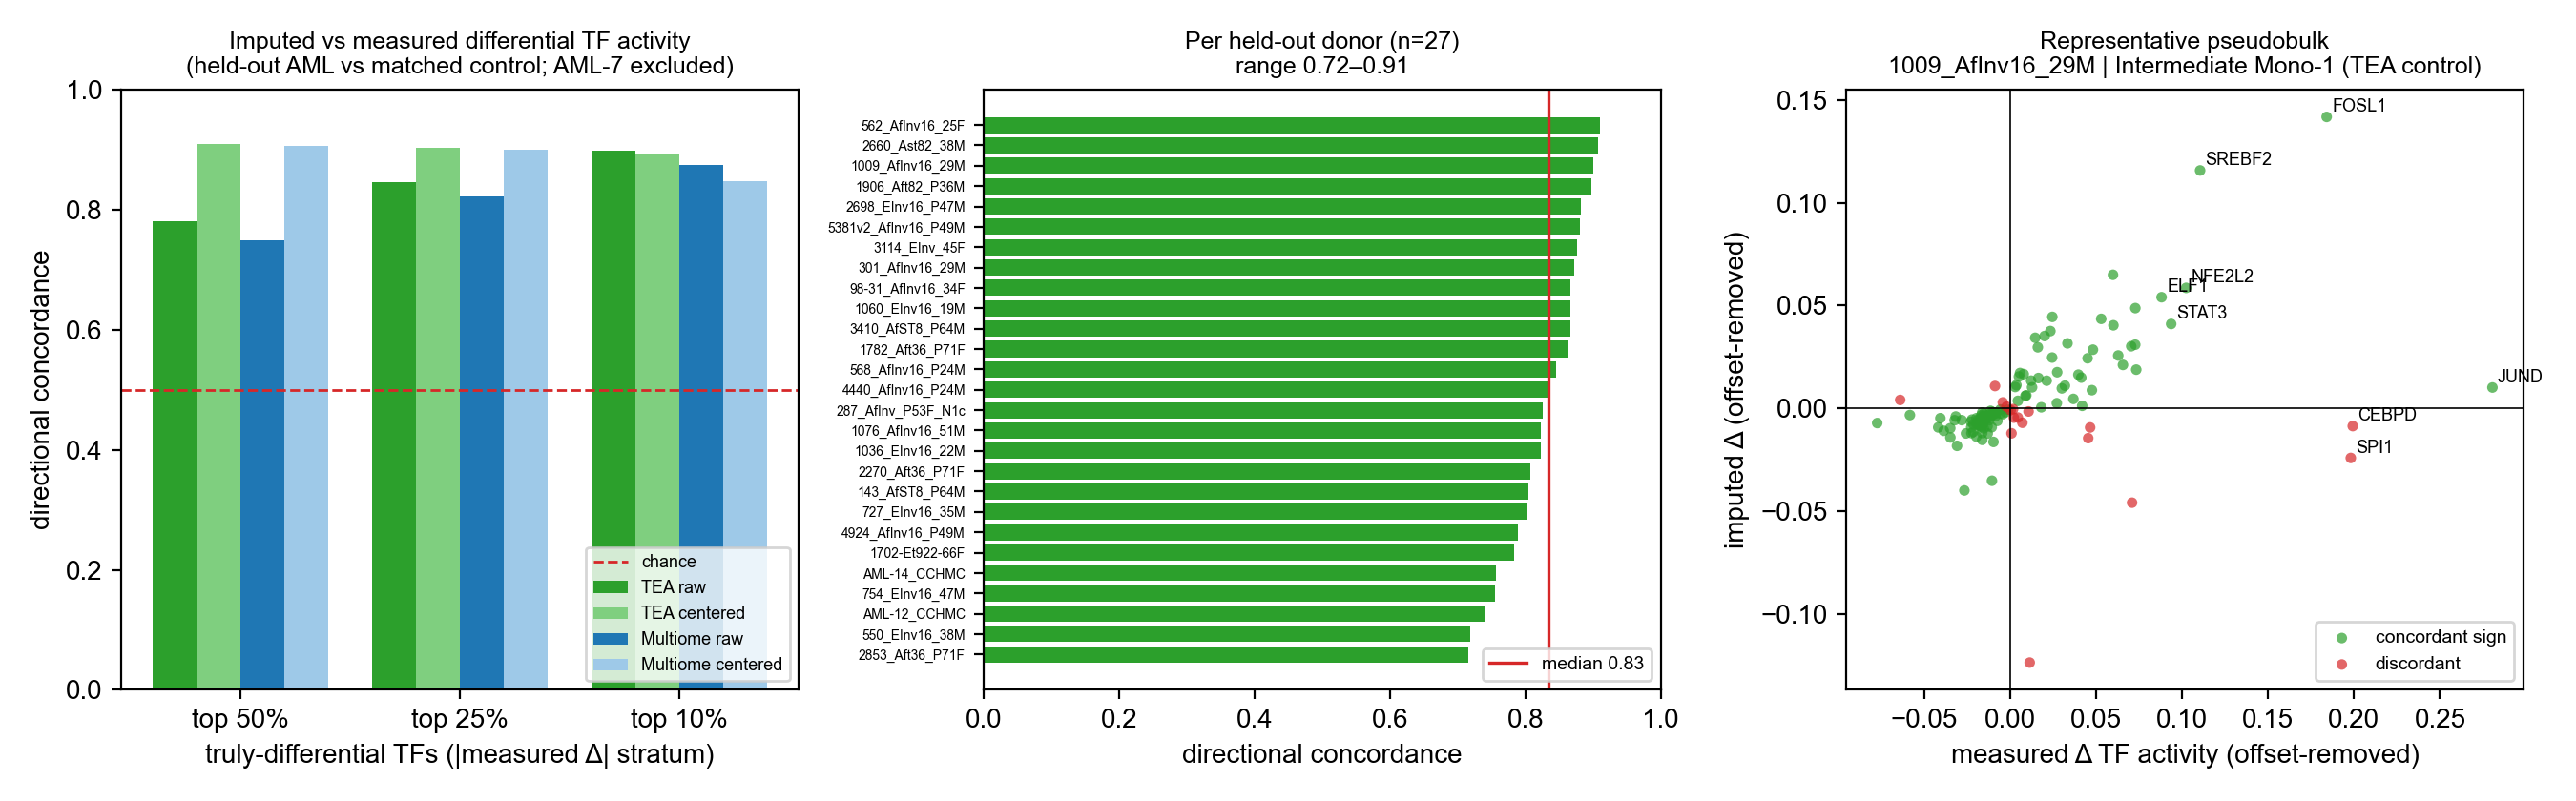 Imputed vs measured differential TF activity
(held-out AML vs matched control; AML-7 excluded)
directional concordance
1.0
0.8
0.6
0.4
0.2
0.0
top 50%
top 25%
top 10%
truly-differential TFs (|measured Δ| stratum)
chance
TEA raw
TEA centered
Multiome raw
Multiome centered
Per held-out donor (n=27)
range 0.72–0.91
562_AfInv16_25F
2660_Ast82_38M
1009_AfInv16_29M
1906_Aft82_P36M
2698_EInv16_P47M
5381v2_AfInv16_P49M
3114_EInv_45F
301_AfInv16_29M
98-31_AfInv16_34F
1060_EInv16_19M
3410_AfST8_P64M
1782_Aft36_P71F
568_AfInv16_P24M
4440_AfInv16_P24M
287_AfInv_P53F_N1c
1076_AfInv16_51M
1036_EInv16_22M
2270_Aft36_P71F
143_AfST8_P64M
727_EInv16_35M
4924_AfInv16_P49M
1702-Et922-66F
AML-14_CCHMC
754_EInv16_47M
AML-12_CCHMC
550_EInv16_38M
2853_Aft36_P71F
median 0.83
0.0
0.2
0.4
0.6
0.8
1.0
directional concordance
Representative pseudobulk
1009_AfInv16_29M | Intermediate Mono-1 (TEA control)
imputed Δ (offset-removed)
0.15
0.10
0.05
0.00
−0.05
−0.10
FOSL1
SREBF2
NFE2L2
ELF1
STAT3
JUND
CEBPD
SPI1
concordant sign
discordant
−0.05
0.00
0.05
0.10
0.15
0.20
0.25
measured Δ TF activity (offset-removed)